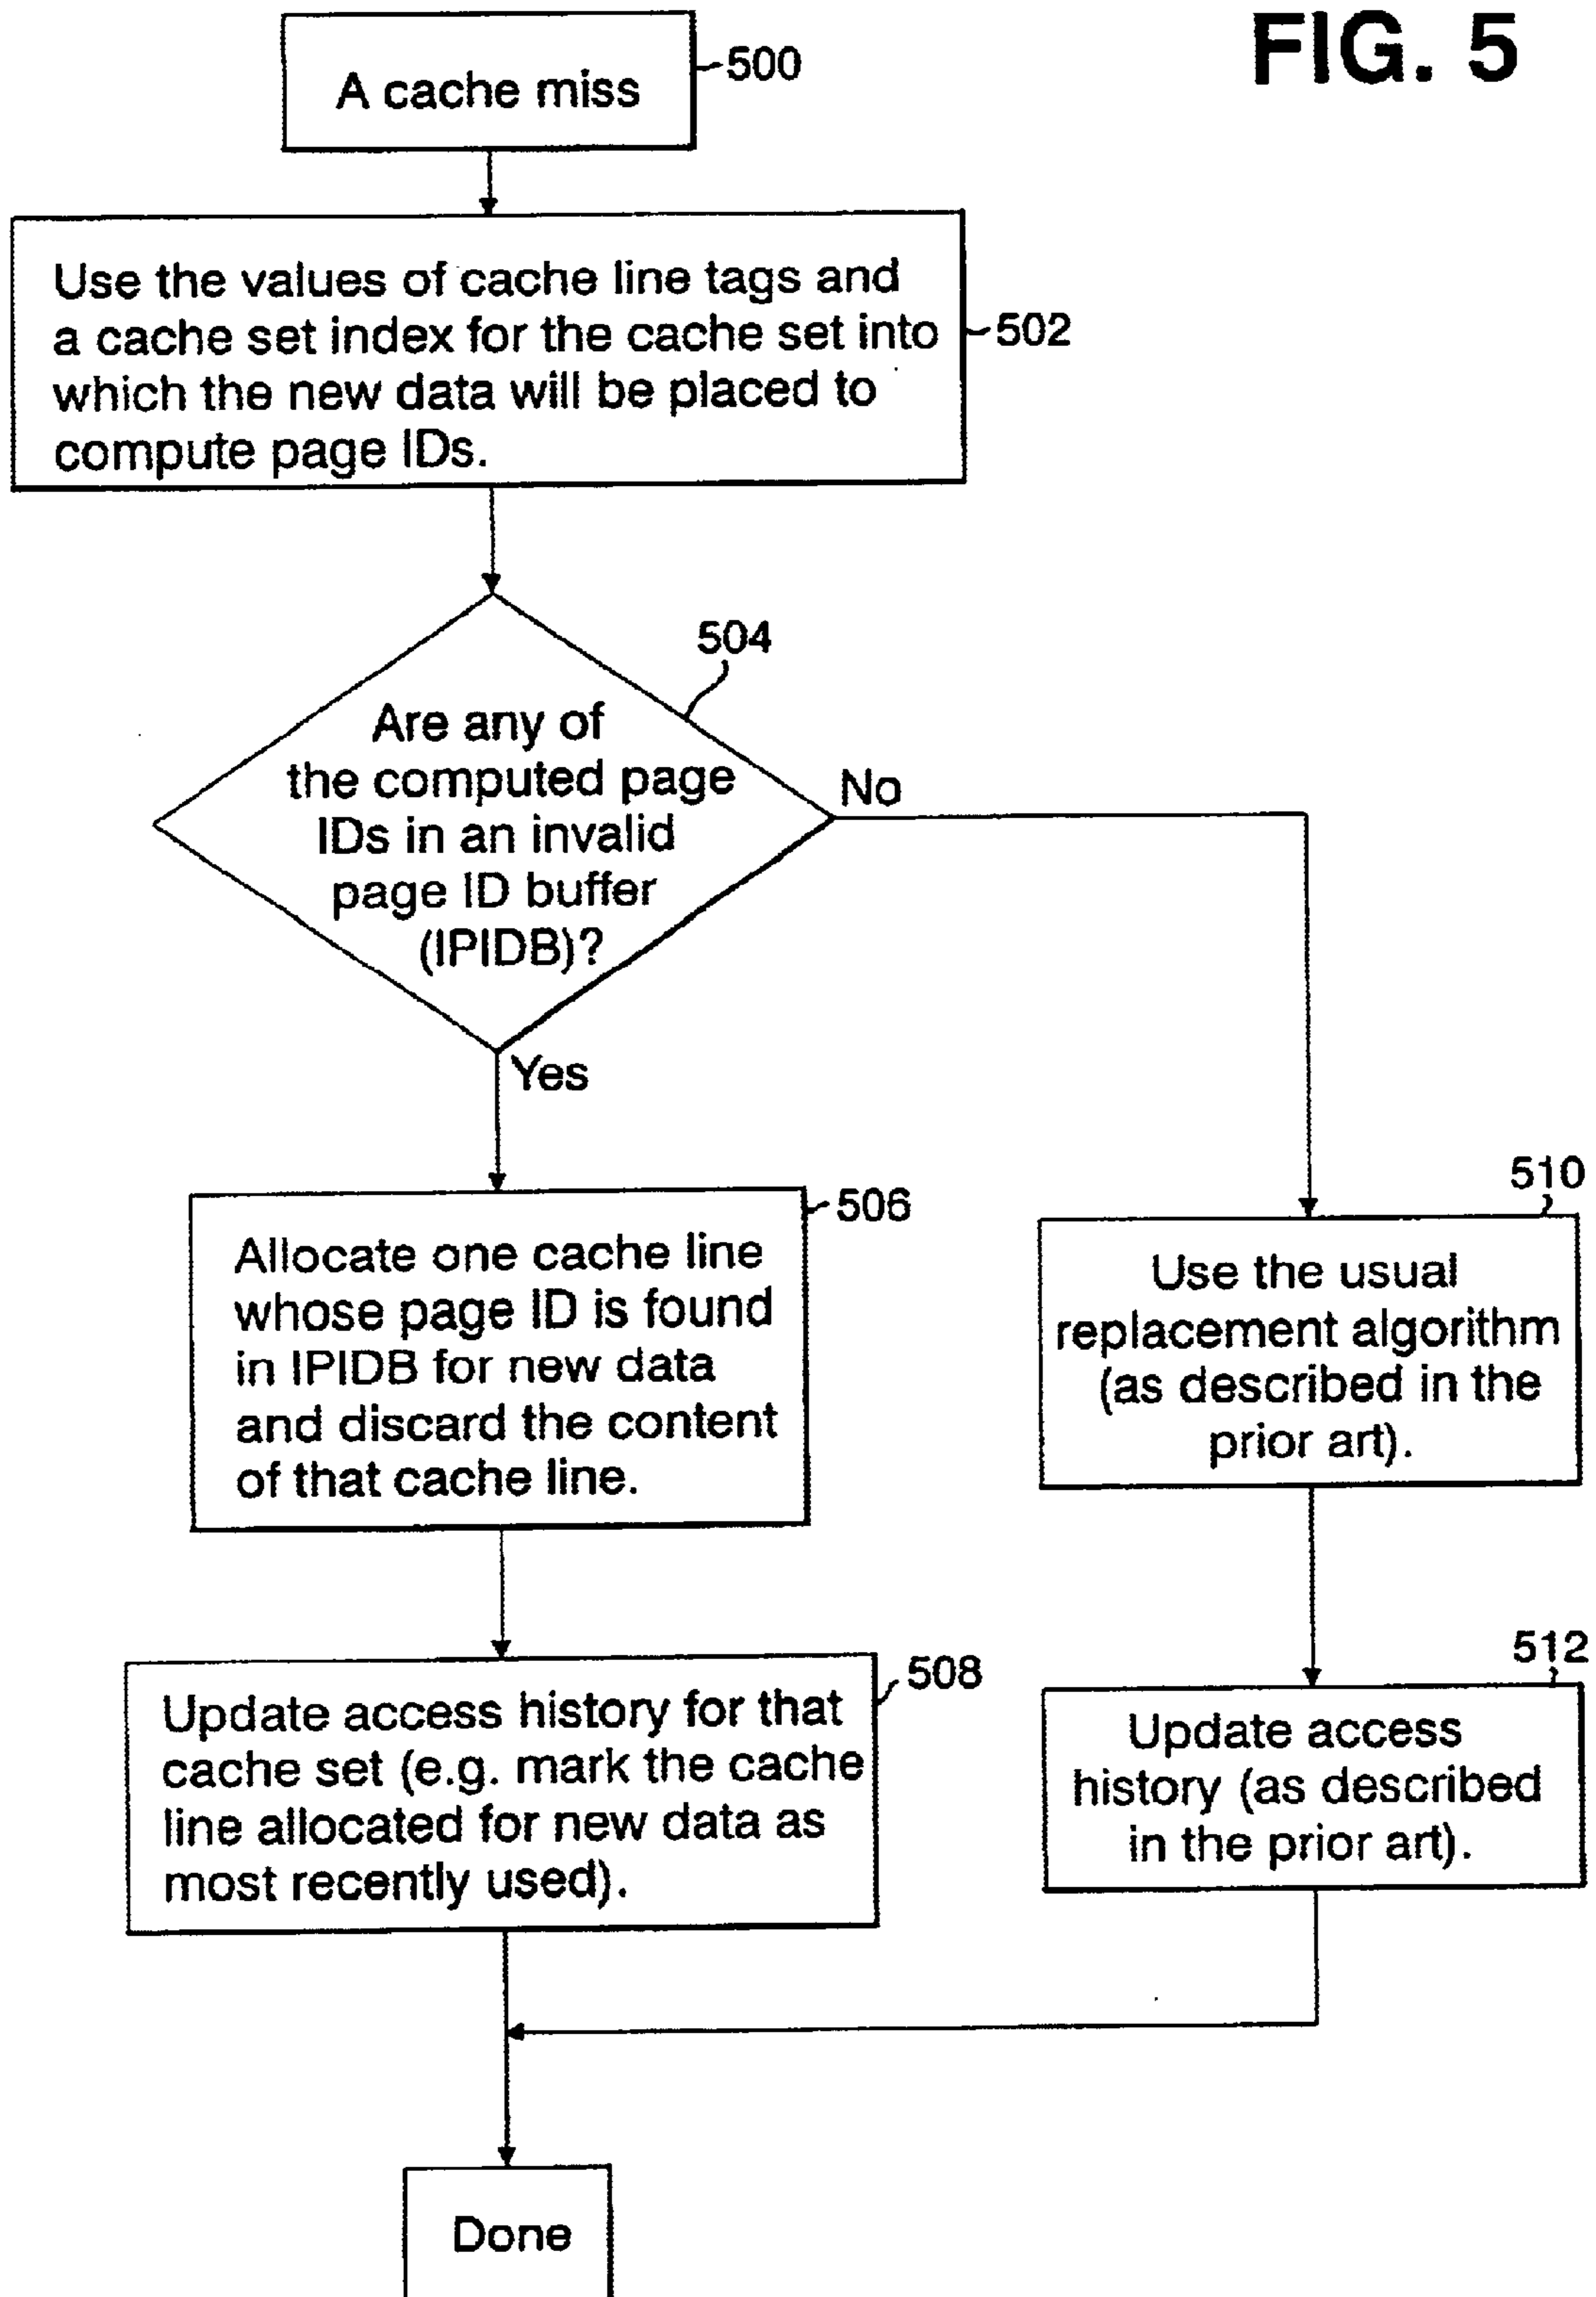 FIG. 5
A cache miss
500
Use the values of cache line tags and
a cache set index for the cache set into
which the new data will be placed to
compute page IDs.
502
504
Are any of
the computed page
IDs in an invalid
page ID buffer
(IPIDB)?
No
Yes
506
Allocate one cache line
whose page ID is found
in IPIDB for new data
and discard the content
of that cache line.
510
Use the usual
replacement algorithm
(as described in the
prior art).
508
Update access history for that
cache set (e.g. mark the cache
line allocated for new data as
most recently used).
512
Update access
history (as described
in the prior art).
Done